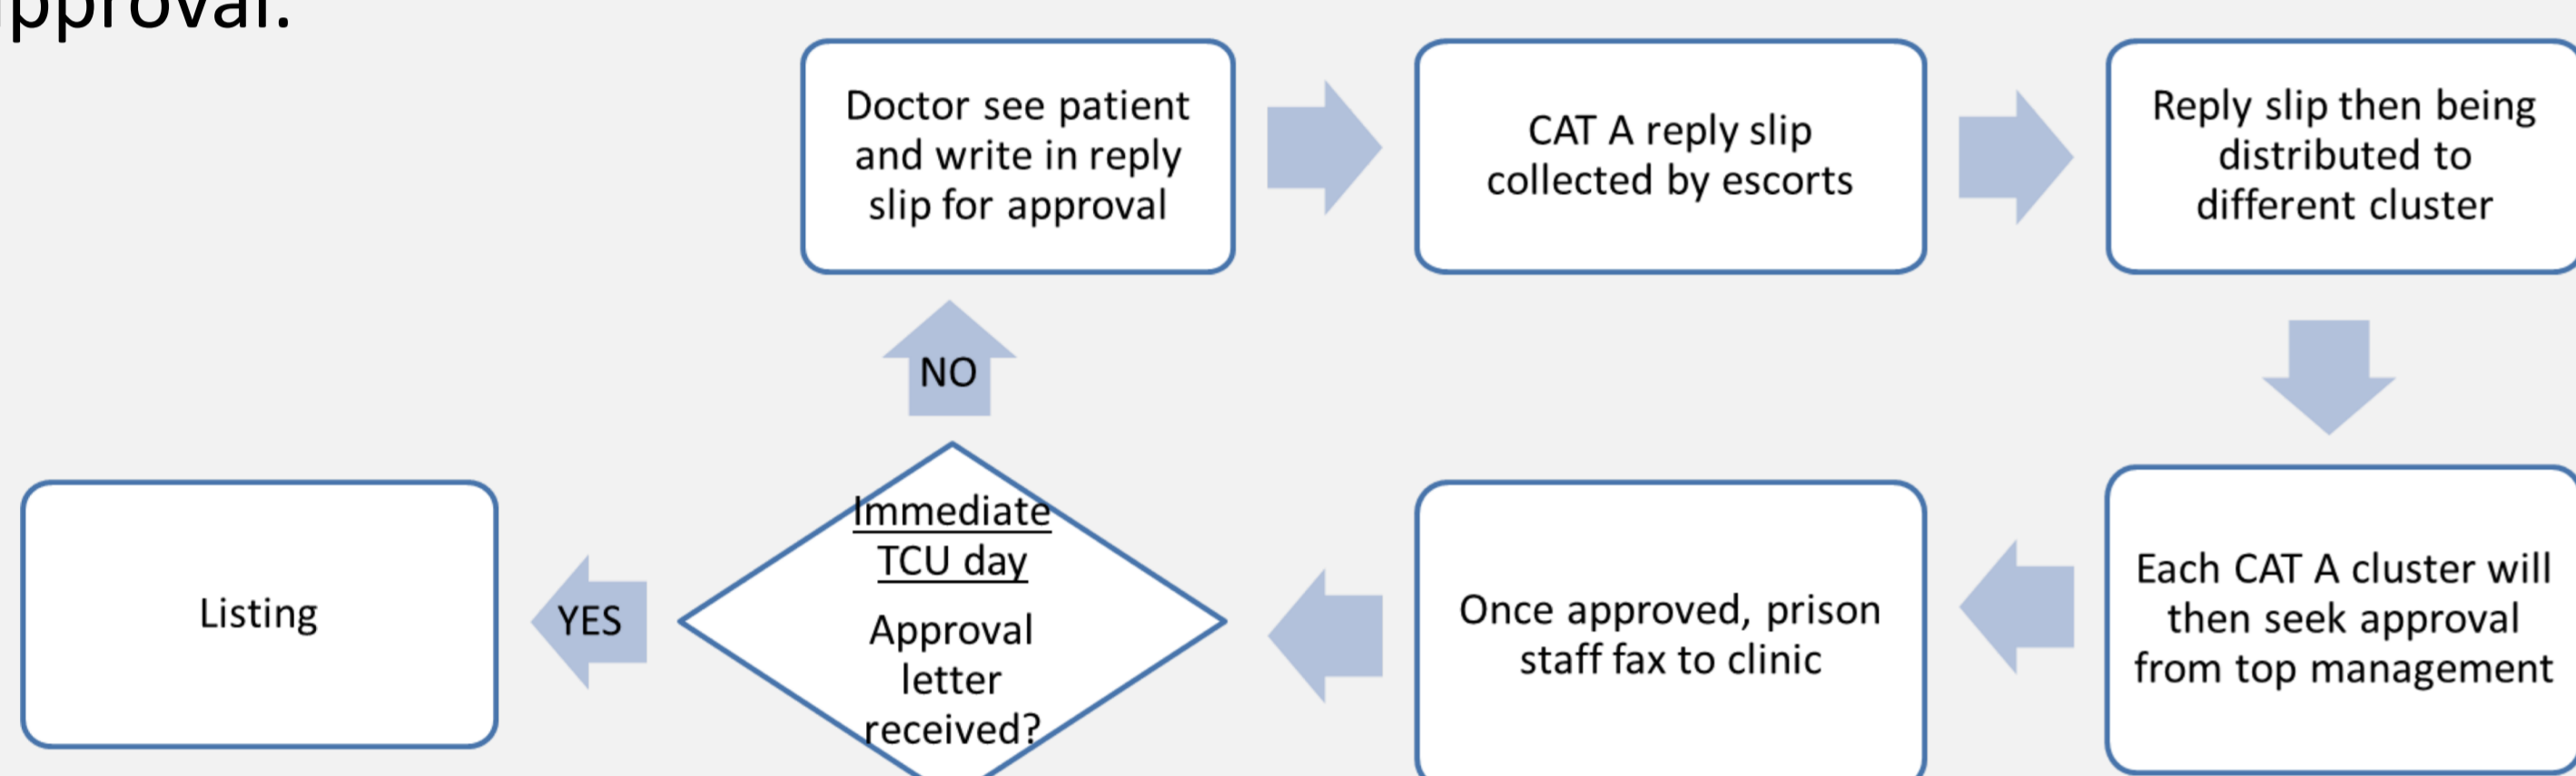 Doctor see patient
and write in reply
slip for approval
CAT A reply slip
collected by escorts
Reply slip then being
distributed to
different cluster
NO
Listing
YES
Immediate
TCU day
Approval
letter
received?
Once approved, prison
staff fax to clinic
Each CAT A cluster will
then seek approval
from top management